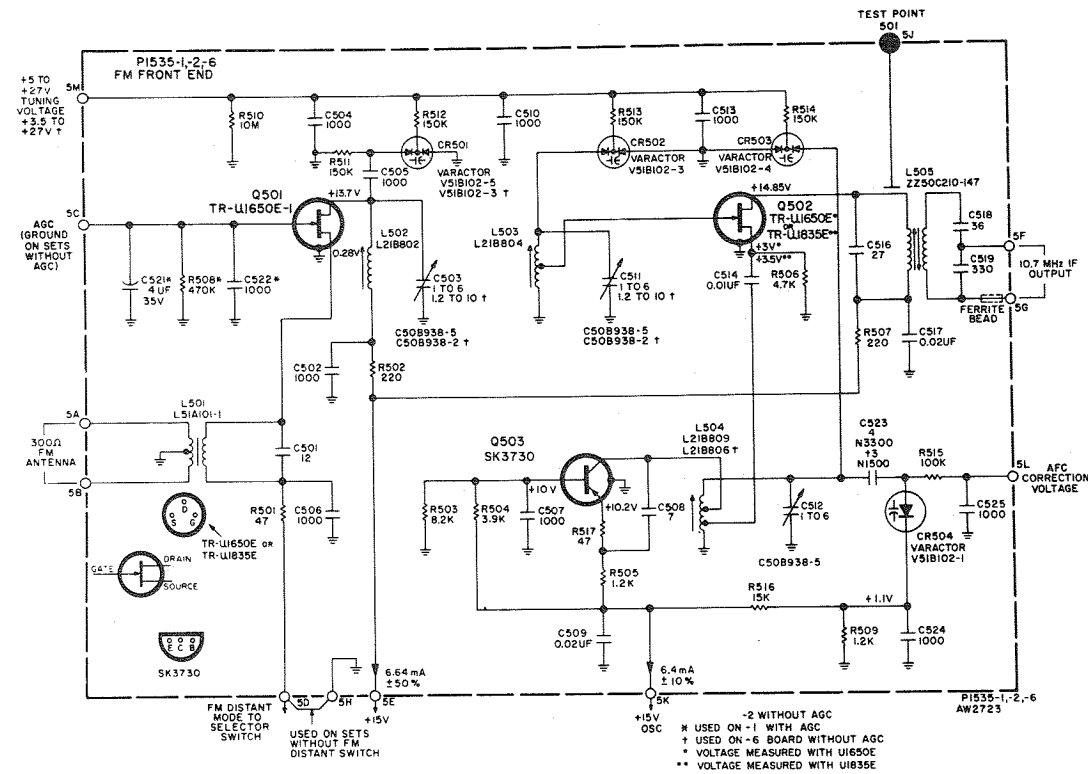 TEST POINT
501
5J
P1535-1,-2,-6
FM FRONT END
+5 TO
+27V
TUNING
VOLTAGE
+3.5 TO
+27V †
5M
R510
10M
C504
1000
R512
150K
C510
1000
R513
150K
C513
1000
R514
150K
R511
150K
C505
1000
CR501
VARACTOR
V51B102-5
V51B102-3 †
CR502
VARACTOR
V51B102-3
CR503
VARACTOR
V51B102-4
L505
ZZ50C210-147
5C
AGC
(GROUND
ON SETS
WITHOUT
AGC)
Q501
TR-U1650E-1
+13.7V
0.28V
L502
L21B802
C503
1 TO 6
1.2 TO 10 †
C50B938-5
C50B938-2 †
L503
L21B804
C511
1 TO 6
1.2 TO 10 †
C50B938-5
C50B938-2 †
+14.85V
Q502
TR-U1650E*
OR
TR-U1835E**
+3V*
+3.5V**
C514
0.01UF
R506
4.7K
C516
27
C518
36
5F
C519
330
10.7 MHz IF
OUTPUT
FERRITE
BEAD
5G
C521*
4 UF
35V
R508*
470K
C522*
1000
C502
1000
R502
220
R507
220
C517
0.02UF
5A
300Ω
FM
ANTENNA
5B
L501
L51A101-1
C501
12
R501
47
C506
1000
Q503
SK3730
+10V
+10.2V
R503
8.2K
R504
3.9K
C507
1000
R517
47
C508
7
R505
1.2K
L504
L21B809
L21B806 †
C512
1 TO 6
C50B938-5
C523
4
N3300
†3
N1500
R515
100K
5L
AFC
CORRECTION
VOLTAGE
C525
1000
CR504
VARACTOR
V51B102-1
R516
15K
+1.1V
R509
1.2K
C524
1000
C509
0.02UF
D
S
G
TR-U1650E OR
TR-U1835E
GATE
DRAIN
SOURCE
E C B
SK3730
6.64 mA
±50%
6.4 mA
±10%
5D
5H
5E
5K
FM DISTANT
MODE TO
SELECTOR
SWITCH
USED ON SETS
WITHOUT FM
DISTANT SWITCH
+15V
+15V
OSC
P1535-1,-2,-6
AW2723
-2 WITHOUT AGC
* USED ON -1 WITH AGC
† USED ON -6 BOARD WITHOUT AGC
* VOLTAGE MEASURED WITH U1650E
** VOLTAGE MEASURED WITH U1835E